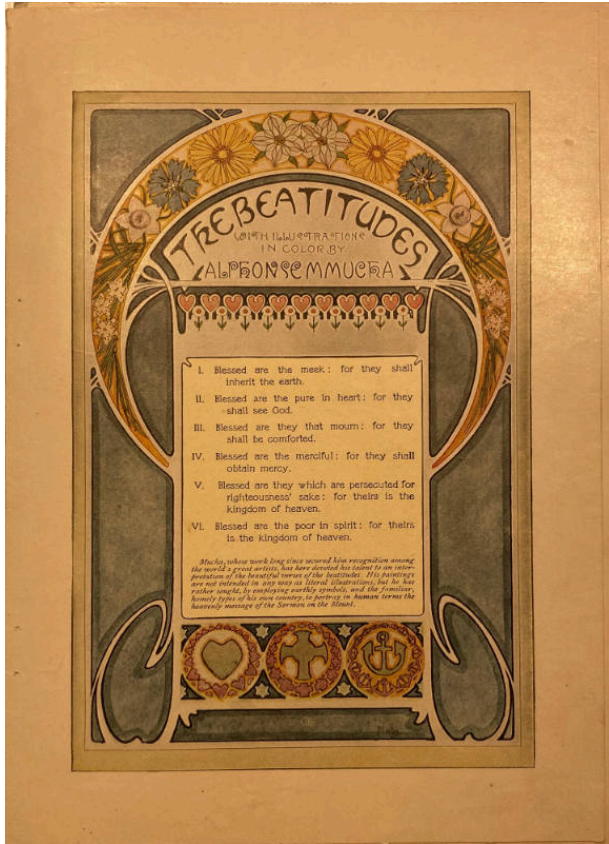 THE BEATITUDES
WITH ILLUSTRATIONS
IN COLOR BY
ALPHONSE M MUCHA
I. Blessed are the meek: for they shall
inherit the earth.
II. Blessed are the pure in heart: for they
shall see God.
III. Blessed are they that mourn: for they
shall be comforted.
IV. Blessed are the merciful: for they shall
obtain mercy.
V. Blessed are they which are persecuted for
righteousness' sake: for theirs is the
kingdom of heaven.
VI. Blessed are the poor in spirit: for theirs
is the kingdom of heaven.
Mucha, whose work long since secured him recognition among
the world's great artists, has here devoted his talent to an inter-
pretation of the beautiful verses of the beatitudes. His paintings
are not intended in any way as literal illustrations, but he has
rather sought, by employing earthly symbols, and the familiar,
homely types of his own country, to portray in human terms the
heavenly message of the Sermon on the Mount.